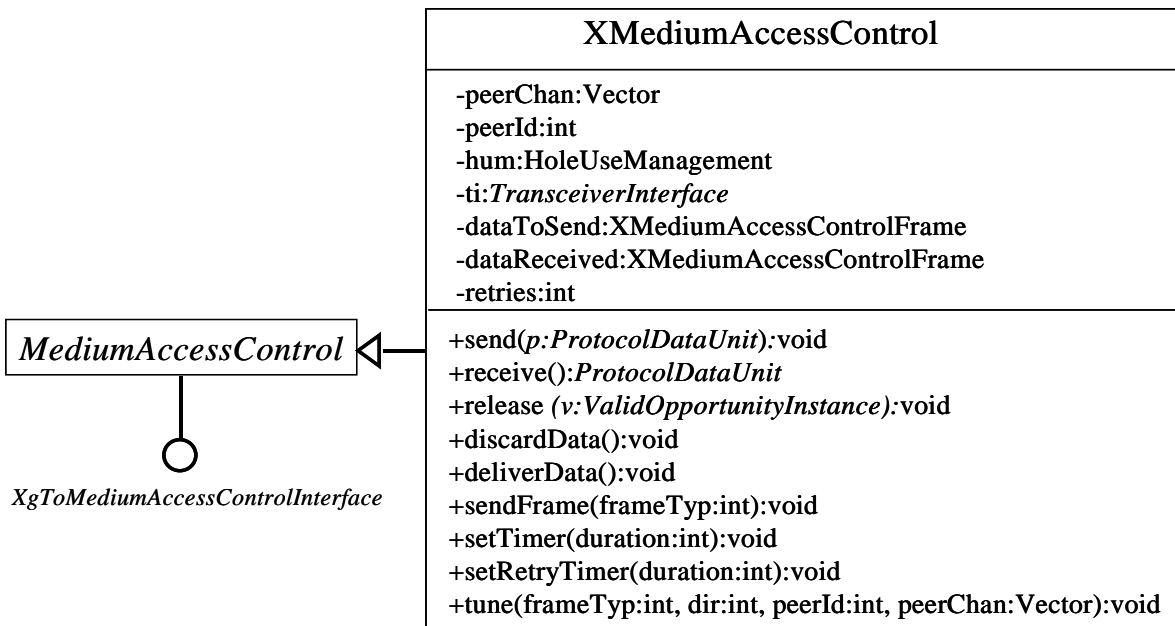 XMediumAccessControl
-peerChan:Vector
-peerId:int
-hum:HoleUseManagement
-ti:TransceiverInterface
-dataToSend:XMediumAccessControlFrame
-dataReceived:XMediumAccessControlFrame
-retries:int
MediumAccessControl
XgToMediumAccessControlInterface
+send(p:ProtocolDataUnit):void
+receive():ProtocolDataUnit
+release (v:ValidOpportunityInstance):void
+discardData():void
+deliverData():void
+sendFrame(frameTyp:int):void
+setTimer(duration:int):void
+setRetryTimer(duration:int):void
+tune(frameTyp:int, dir:int, peerId:int, peerChan:Vector):void